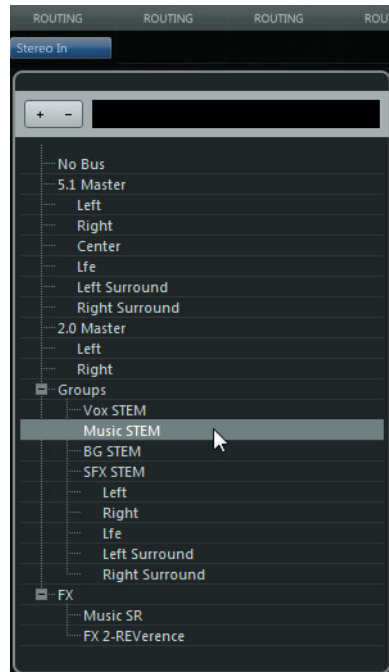 ROUTING ROUTING ROUTING ROU
Stereo In
+ -
No Bus
5.1 Master
Left
Right
Center
Lfe
Left Surround
Right Surround
2.0 Master
Left
Right
Groups
Vox STEM
Music STEM
BG STEM
SFX STEM
Left
Right
Lfe
Left Surround
Right Surround
FX
Music SR
FX 2-REVerence